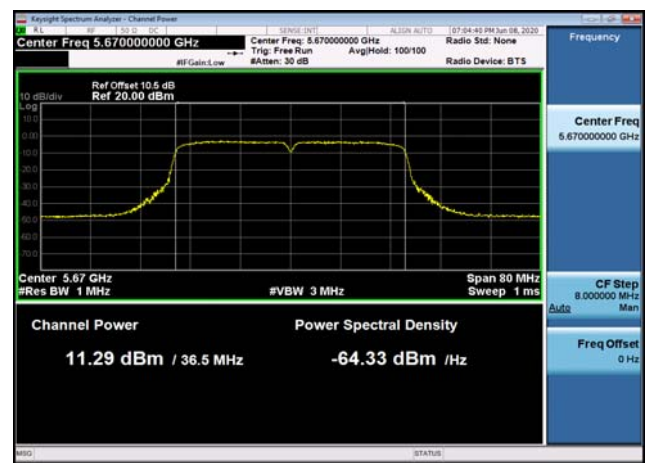 Keysight Spectrum Analyzer - Channel Power
RL RF 50 Ω DC SENSE:INT ALIGN AUTO 07:04:40 PM Jun 08, 2020
Center Freq 5.670000000 GHz
Center Freq: 5.670000000 GHz
Radio Std: None
Trig: Free Run Avg|Hold: 100/100
#IFGain:Low #Atten: 30 dB Radio Device: BTS
Frequency
Ref Offset 10.5 dB
10 dB/div Ref 20.00 dBm
Log
10.0
0.00
Center Freq
5.670000000 GHz
Center 5.67 GHz Span 80 MHz
#Res BW 1 MHz #VBW 3 MHz Sweep 1 ms
CF Step
8.000000 MHz
Auto Man
Channel Power Power Spectral Density
11.29 dBm / 36.5 MHz -64.33 dBm /Hz
Freq Offset
0 Hz
MSG STATUS